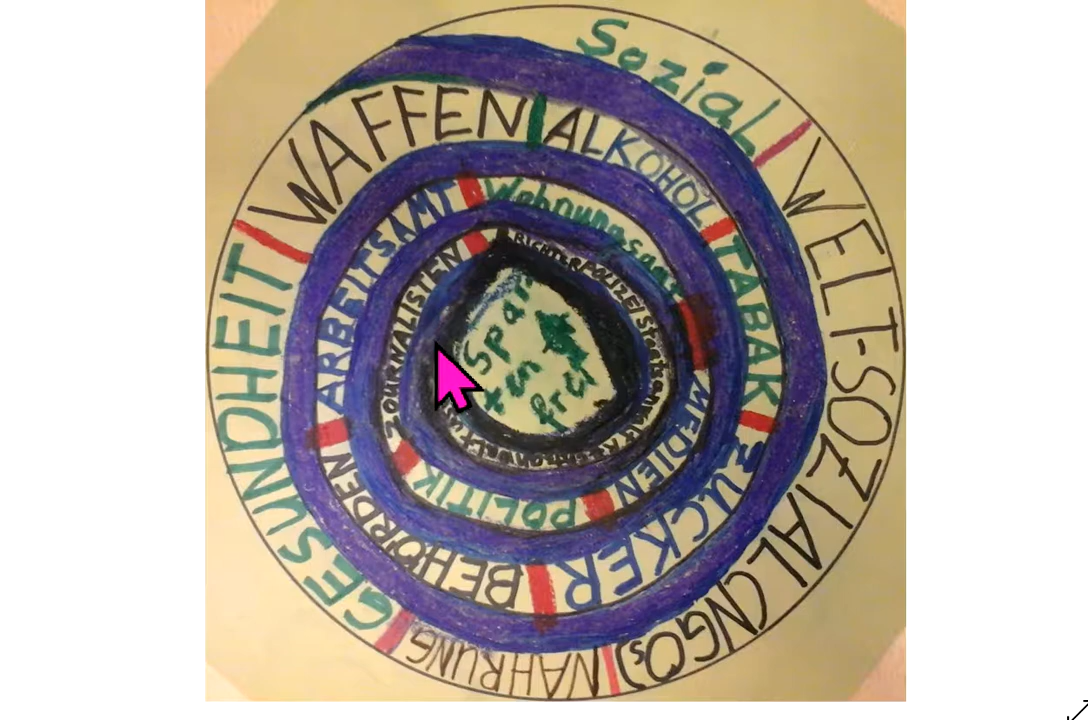 Sozial
WELT-SOZIAL(NGOs)
NAHRUNG
GESUNDHEIT
WAFFEN
ALKOHOL
TABAK
ZUCKER
BEHÖRDEN
ARBEITSAMT
Wohnungsamt
MEDIEN
POLITIK
JOURNALISTEN
RICHTER POLIZEI Staatsanwalt
Spar
ten